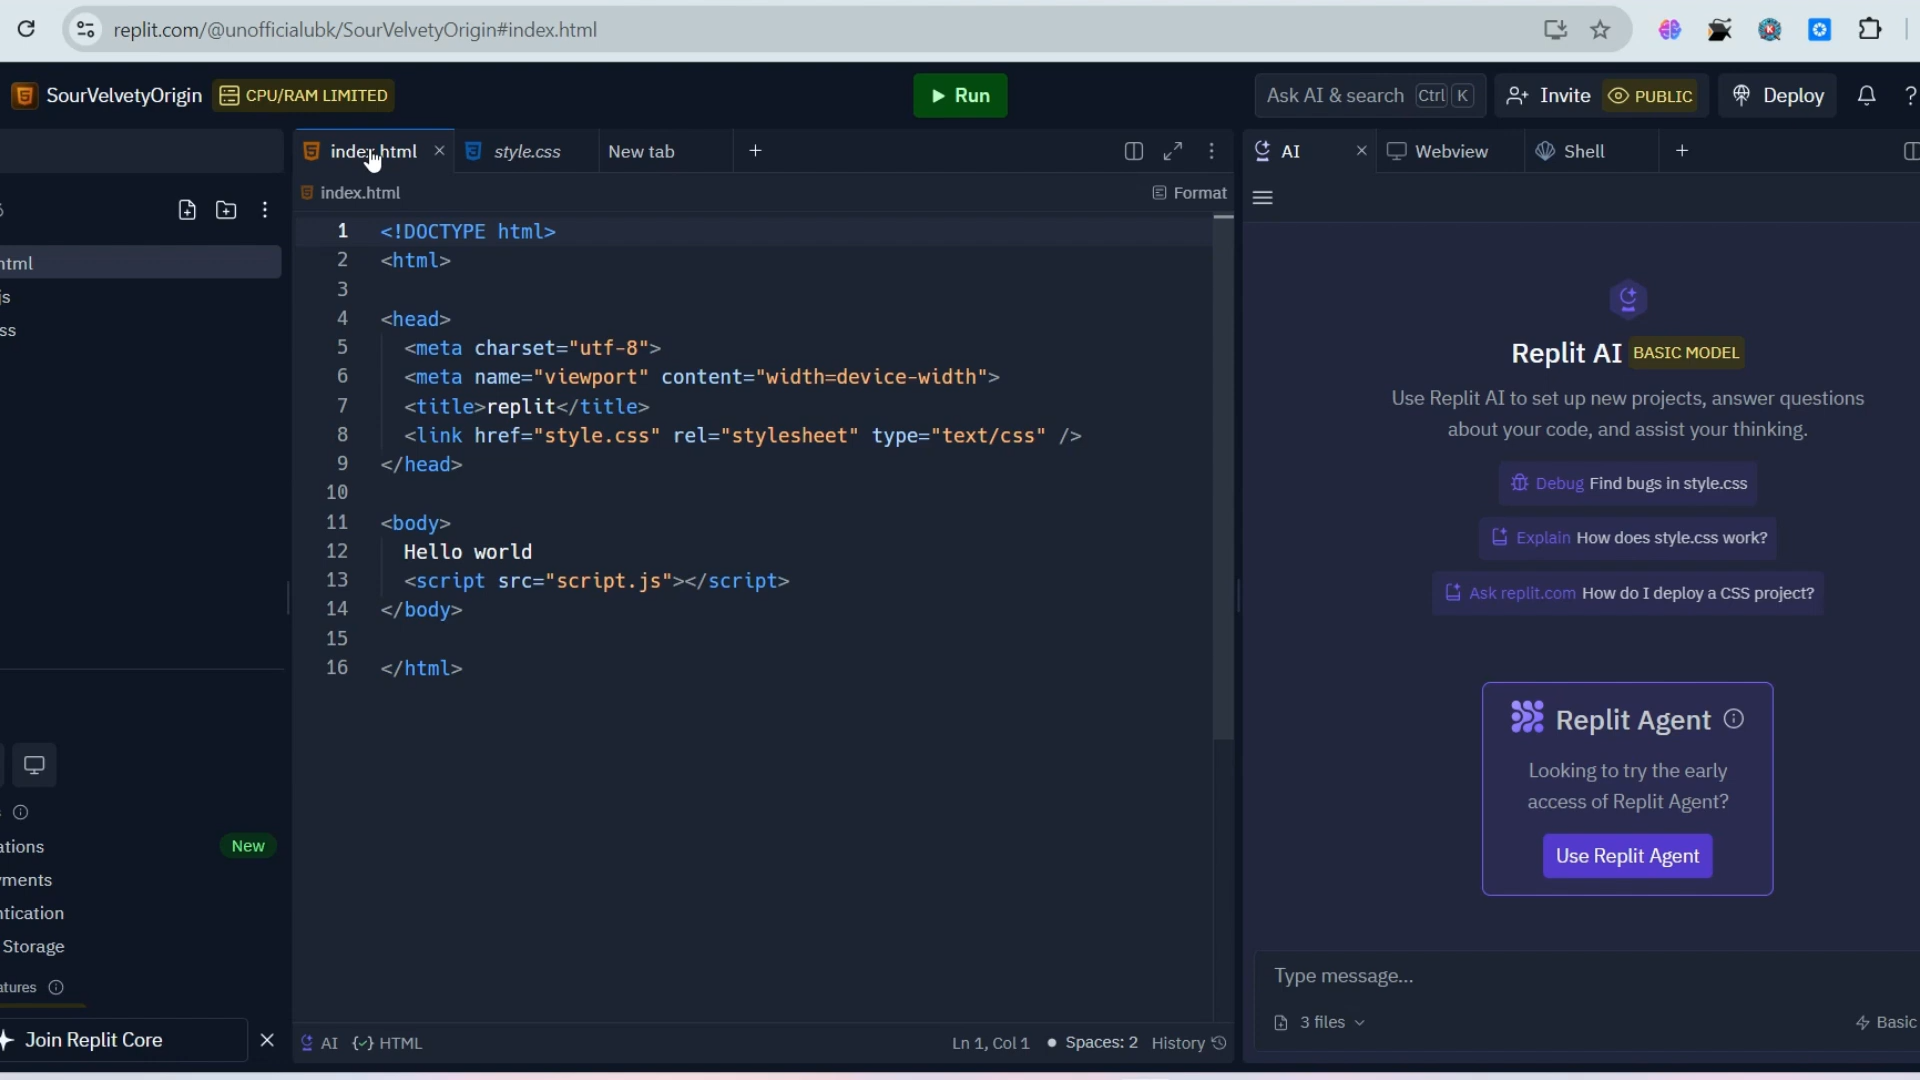 replit.com/@unofficialubk/SourVelvetyOrigin#index.html
SourVelvetyOrigin CPU/RAM LIMITED
Run
Ask AI & search Ctrl K
Invite PUBLIC
Deploy
?
index.html × style.css New tab +
index.html
Format
1 <!DOCTYPE html>
2 <html>
3
4 <head>
5 <meta charset="utf-8">
6 <meta name="viewport" content="width=device-width">
7 <title>replit</title>
8 <link href="style.css" rel="stylesheet" type="text/css" />
9 </head>
10
11 <body>
12 Hello world
13 <script src="script.js"></script>
14 </body>
15
16 </html>
AI HTML
Ln 1, Col 1 • Spaces: 2 History
html
js
ss
New
ations
yments
ntication
Storage
atures
Join Replit Core
AI × Webview Shell +
Replit AI BASIC MODEL
Use Replit AI to set up new projects, answer questions
about your code, and assist your thinking.
Debug Find bugs in style.css
Explain How does style.css work?
Ask replit.com How do I deploy a CSS project?
Replit Agent
Looking to try the early
access of Replit Agent?
Use Replit Agent
Type message...
3 files
Basic